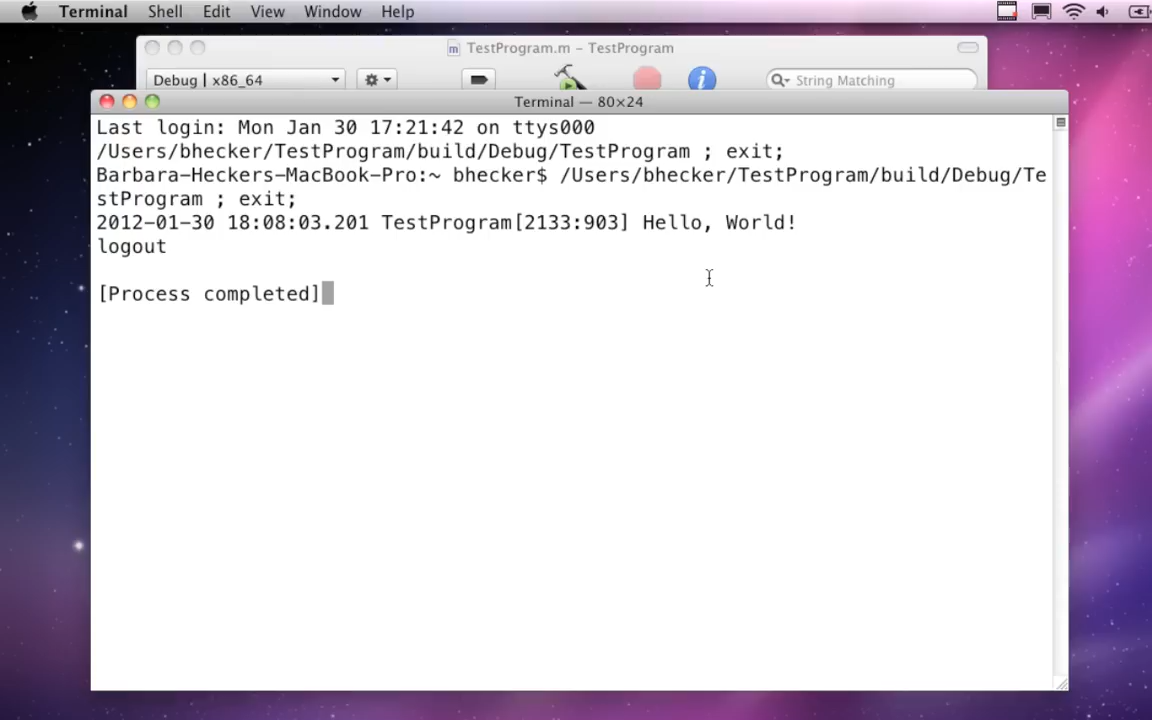 Terminal Shell Edit View Window Help
TestProgram.m – TestProgram
Debug | x86_64
String Matching
Terminal — 80×24
Last login: Mon Jan 30 17:21:42 on ttys000
/Users/bhecker/TestProgram/build/Debug/TestProgram ; exit;
Barbara-Heckers-MacBook-Pro:~ bhecker$ /Users/bhecker/TestProgram/build/Debug/Te
stProgram ; exit;
2012-01-30 18:08:03.201 TestProgram[2133:903] Hello, World!
logout
[Process completed]